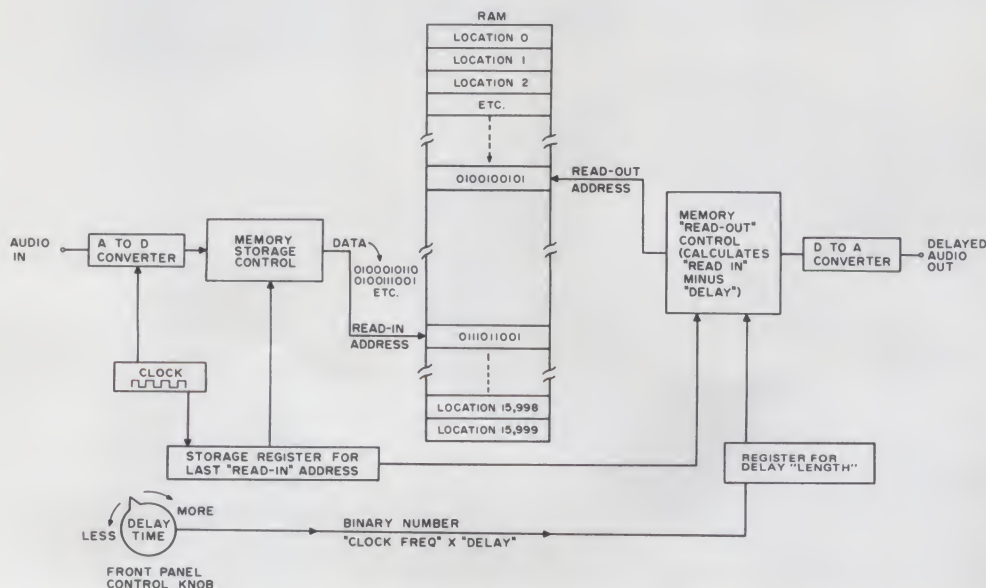 RAM
LOCATION 0
LOCATION 1
LOCATION 2
ETC.
0100100101
READ-OUT
ADDRESS
AUDIO
IN
A TO D
CONVERTER
MEMORY
STORAGE
CONTROL
DATA
0100010110
0100111001
ETC.
READ-IN
ADDRESS
0111011001
MEMORY
"READ-OUT"
CONTROL
(CALCULATES
"READ IN"
MINUS
"DELAY")
D TO A
CONVERTER
DELAYED
AUDIO
OUT
CLOCK
LOCATION 15,998
LOCATION 15,999
STORAGE REGISTER FOR
LAST "READ-IN" ADDRESS
REGISTER FOR
DELAY "LENGTH"
MORE
LESS
DELAY
TIME
BINARY NUMBER
"CLOCK FREQ" X "DELAY"
FRONT PANEL
CONTROL KNOB